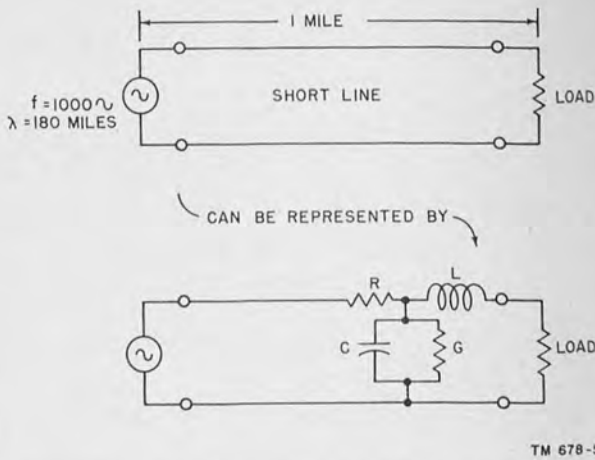 1 MILE
f = 1000 ∿
λ = 180 MILES
SHORT LINE
LOAD
CAN BE REPRESENTED BY
R
L
C
G
LOAD
TM 678-